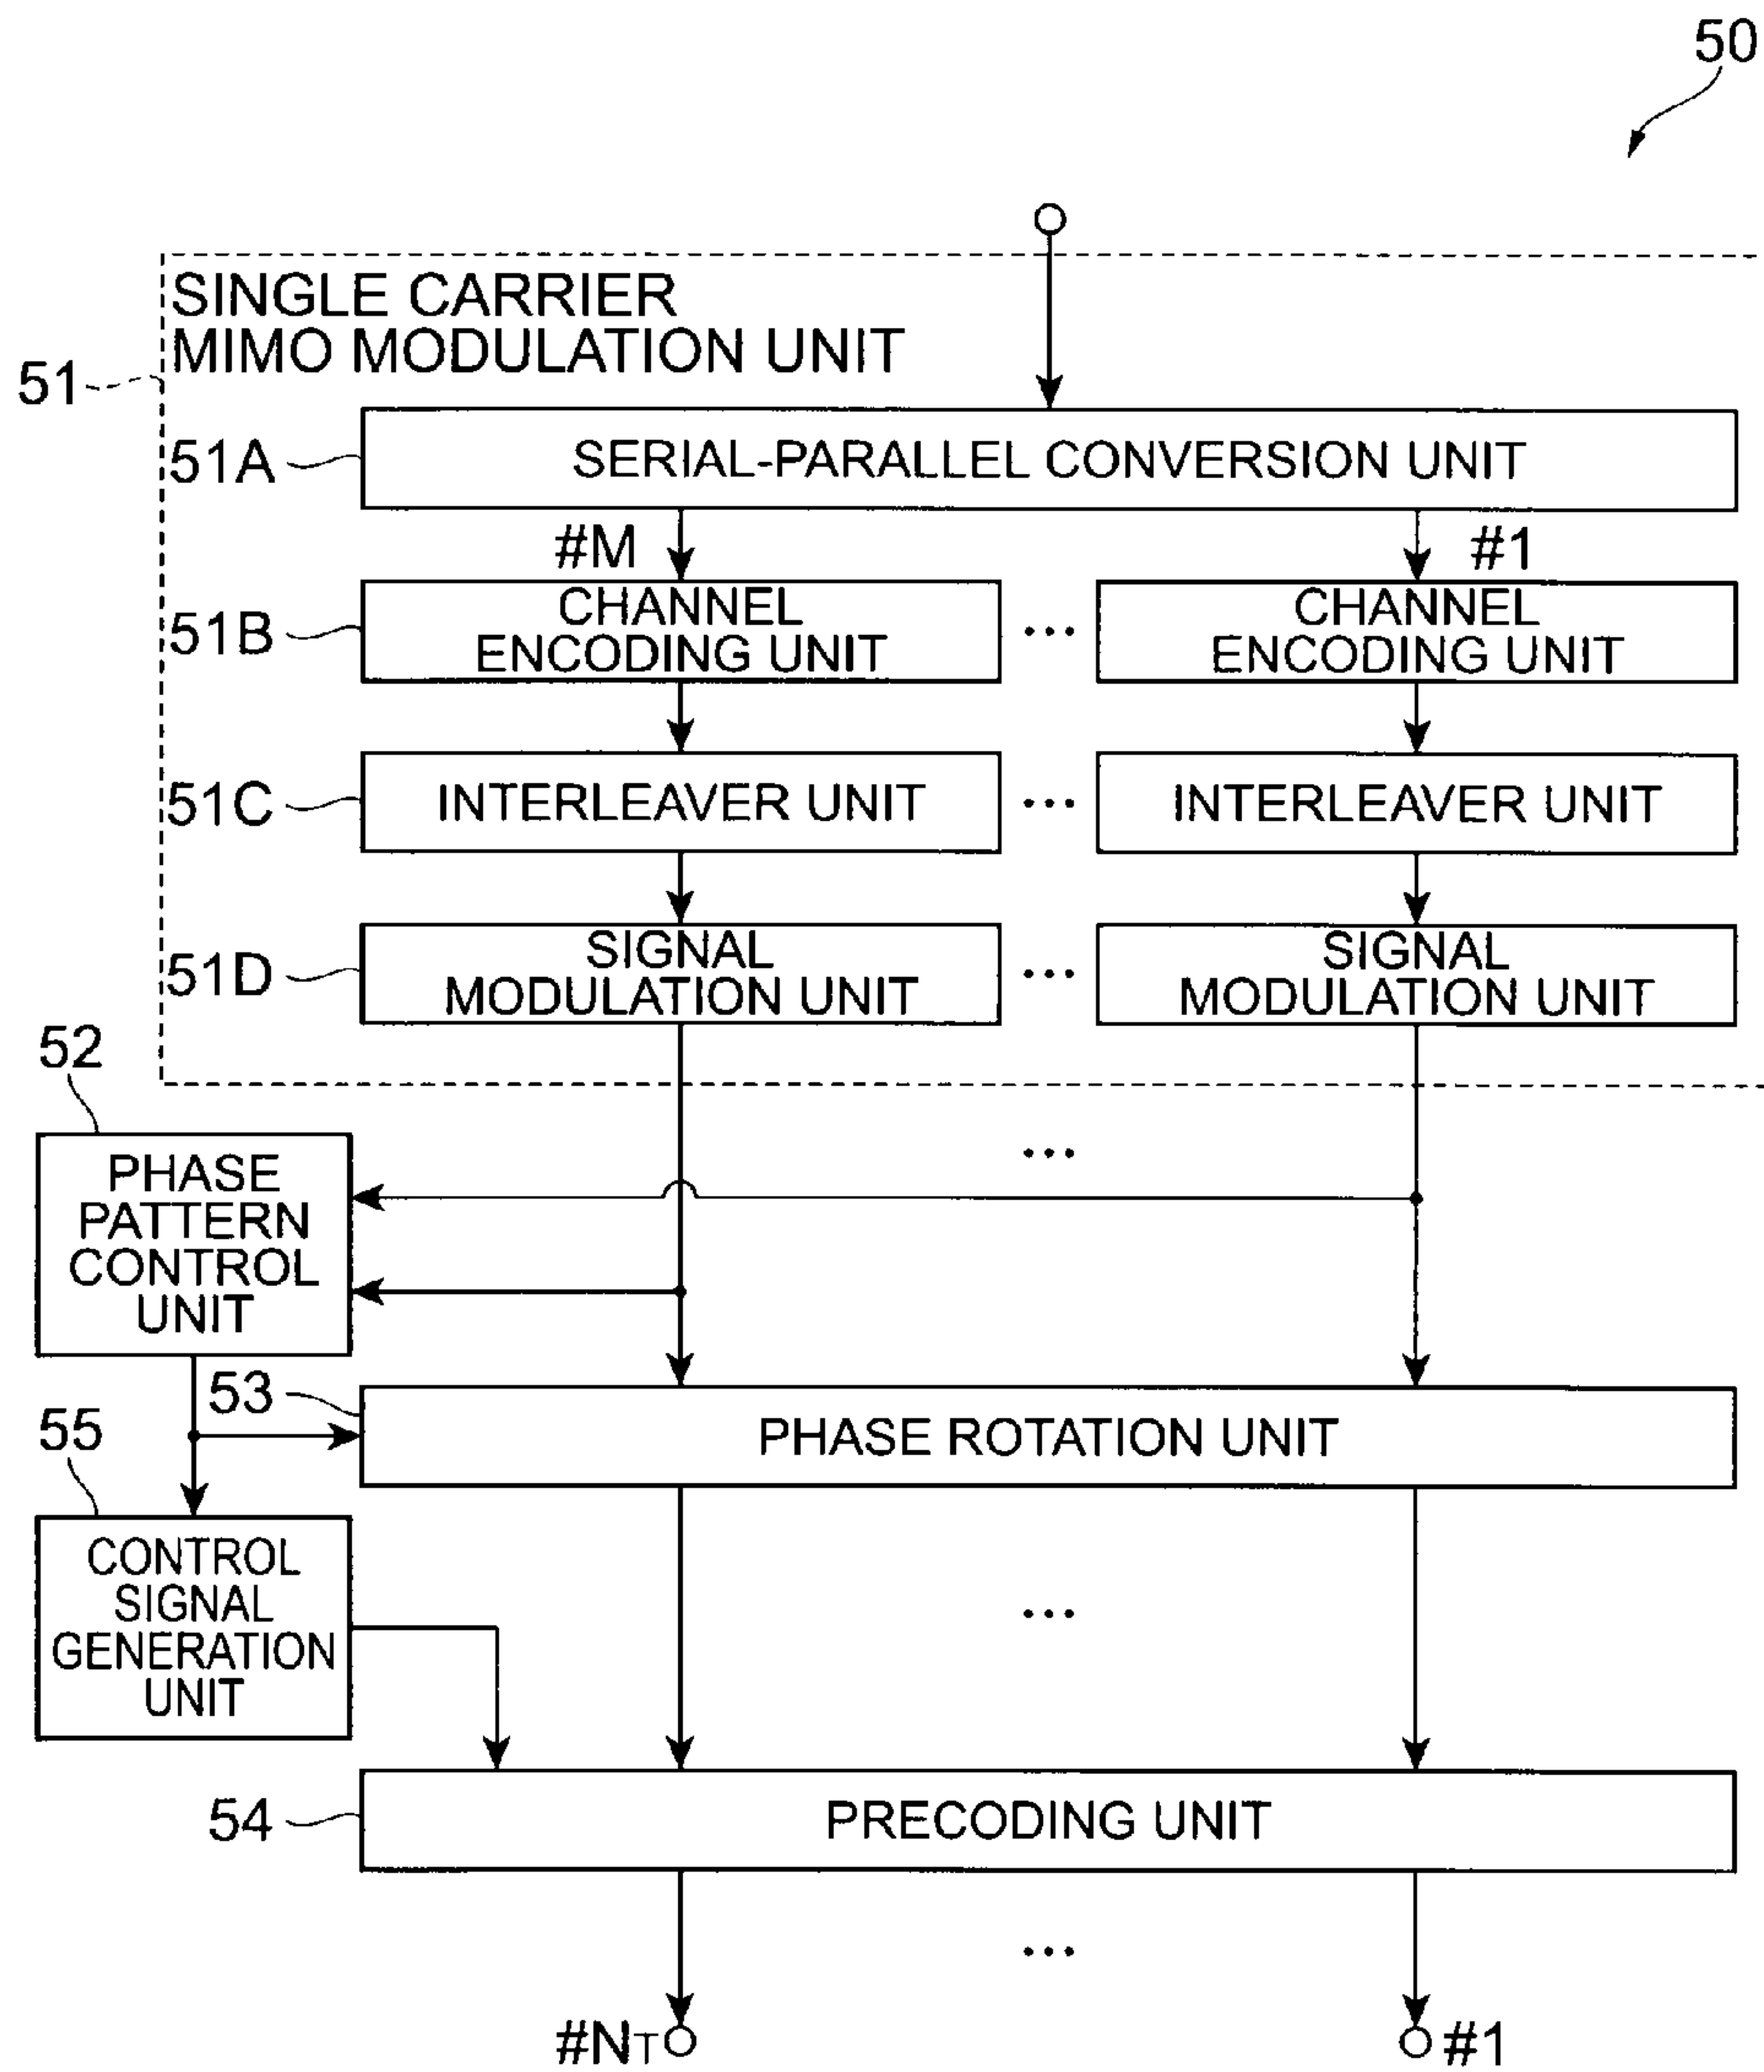 50
SINGLE CARRIER
MIMO MODULATION UNIT
51
51A
SERIAL-PARALLEL CONVERSION UNIT
#M
#1
51B
CHANNEL
ENCODING UNIT
...
CHANNEL
ENCODING UNIT
51C
INTERLEAVER UNIT
...
INTERLEAVER UNIT
51D
SIGNAL
MODULATION UNIT
...
SIGNAL
MODULATION UNIT
52
...
PHASE
PATTERN
CONTROL
UNIT
53
PHASE ROTATION UNIT
55
CONTROL
SIGNAL
GENERATION
UNIT
...
54
PRECODING UNIT
...
#NT
#1